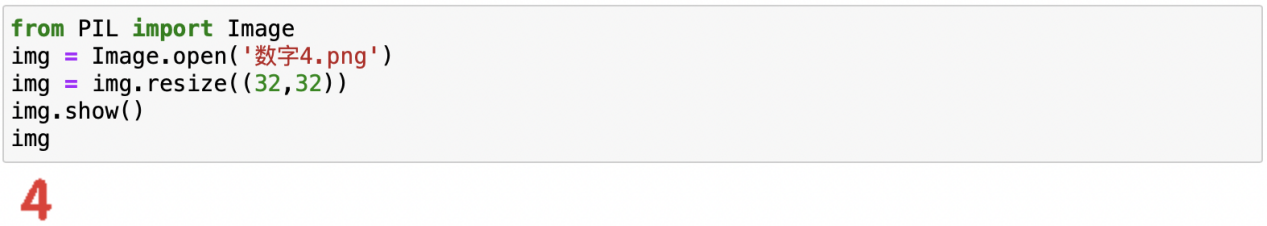 from PIL import Image
img = Image.open('数字4.png')
img = img.resize((32,32))
img.show()
img
4